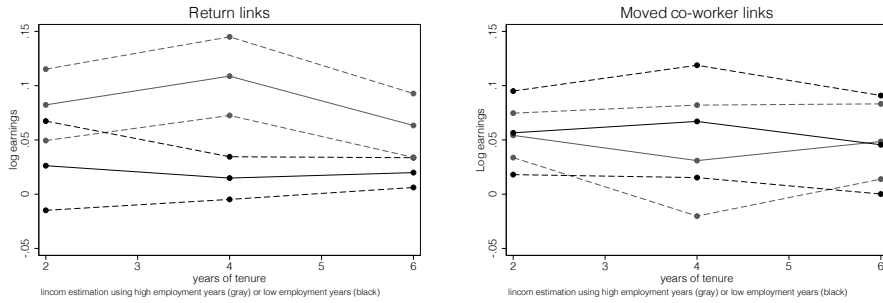 Return links
log earnings
-.05 0 .05 .1 .15
2 3 4 5 6
years of tenure
lincom estimation using high employment years (gray) or low employment years (black)
Moved co-worker links
Log earnings
-.05 0 .05 .1 .15
2 3 4 5 6
years of tenure
lincom estimation using high employment years (gray) or low employment years (black)